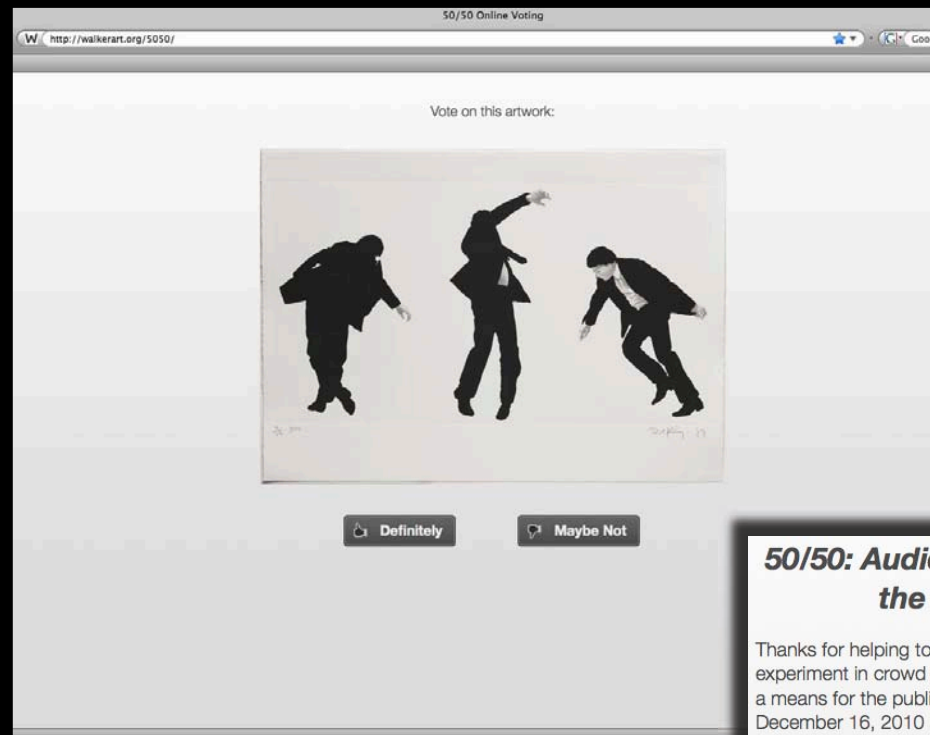 50/50 Online Voting
W http://walkerart.org/5050/
G Goo
Vote on this artwork:
Definitely
Maybe Not
50/50: Audi
the
Thanks for helping to
experiment in crowd
a means for the publi
December 16, 2010